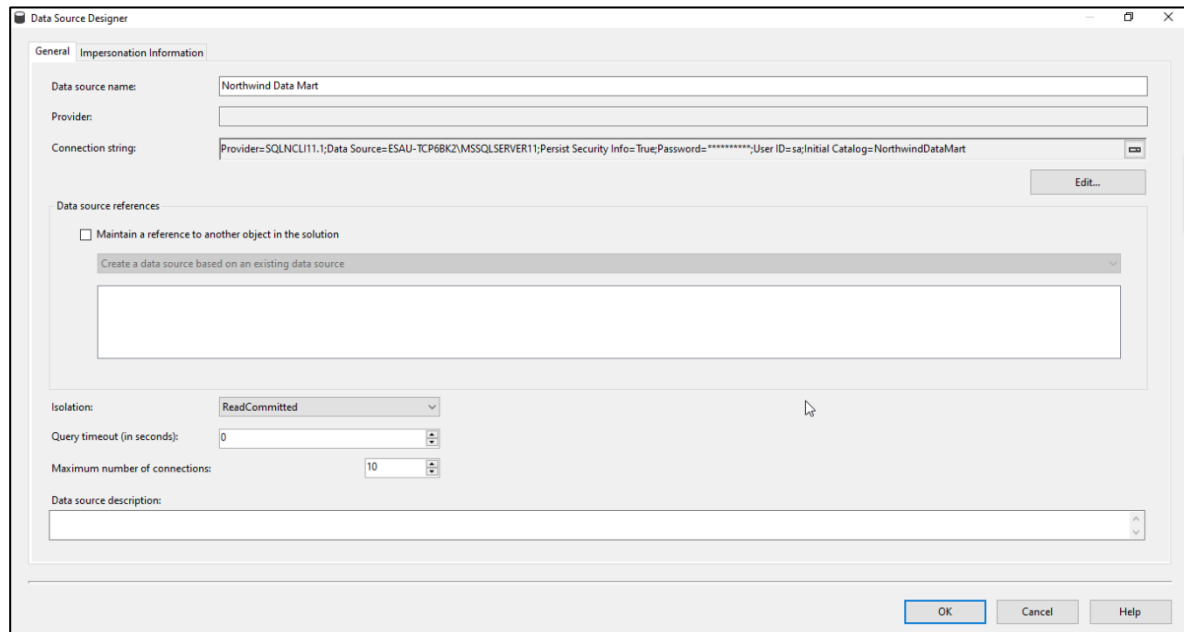 Data Source Designer
General Impersonation Information
Data source name: Northwind Data Mart
Provider:
Connection string: Provider=SQLNCLI11.1;Data Source=ESAU-TCP6BK2\MSSQLSERVER11;Persist Security Info=True;Password=**********;User ID=sa;Initial Catalog=NorthwindDataMart
Edit...
Data source references
Maintain a reference to another object in the solution
Create a data source based on an existing data source
Isolation: ReadCommitted
Query timeout (in seconds): 0
Maximum number of connections: 10
Data source description:
OK Cancel Help